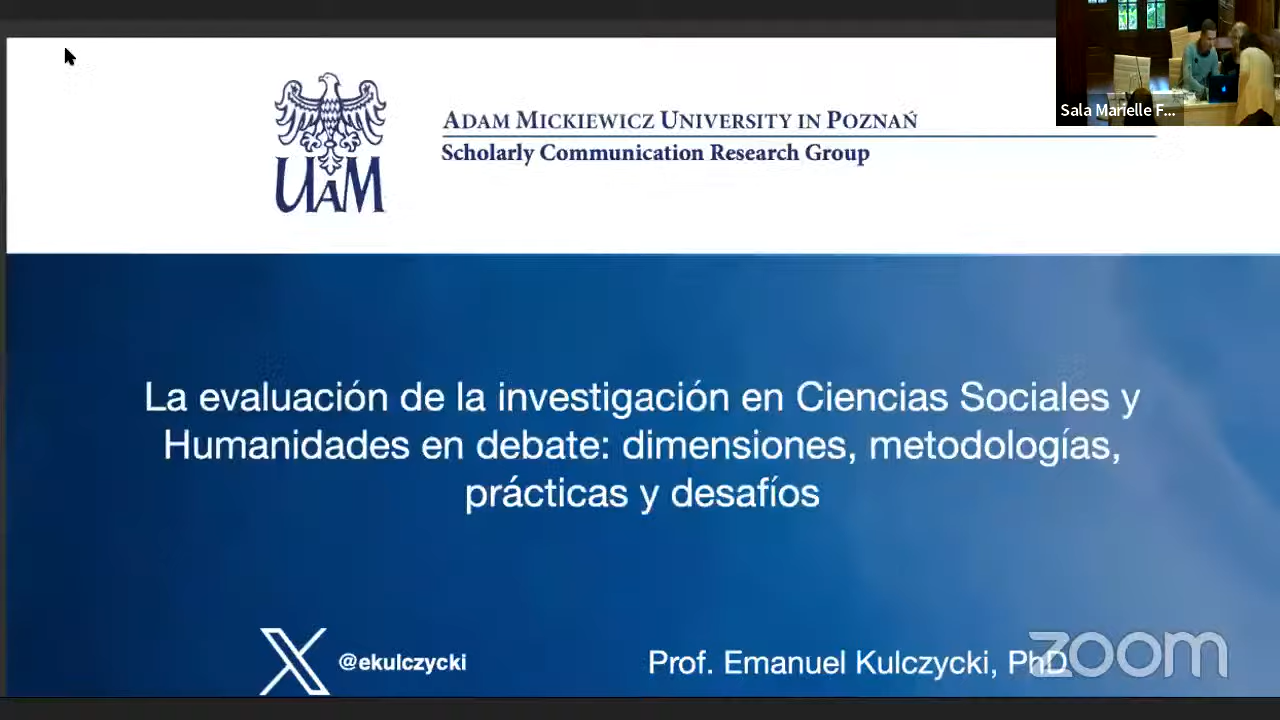 Sala Marielle F...
UAM
ADAM MICKIEWICZ UNIVERSITY IN POZNAŃ
Scholarly Communication Research Group
La evaluación de la investigación en Ciencias Sociales y
Humanidades en debate: dimensiones, metodologías,
prácticas y desafíos
@ekulczycki
Prof. Emanuel Kulczycki, PhD
zoom